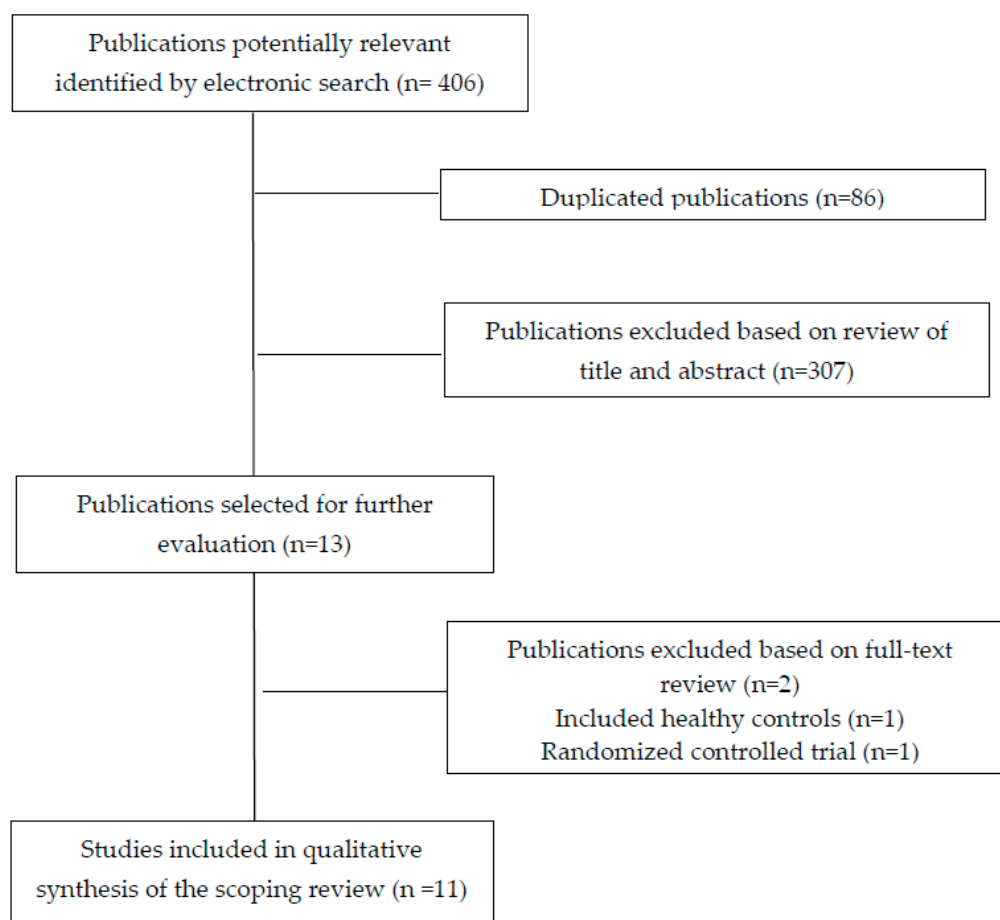 Publications potentially relevant
identified by electronic search (n= 406)
Duplicated publications (n=86)
Publications excluded based on review of
title and abstract (n=307)
Publications selected for further
evaluation (n=13)
Publications excluded based on full-text
review (n=2)
Included healthy controls (n=1)
Randomized controlled trial (n=1)
Studies included in qualitative
synthesis of the scoping review (n =11)